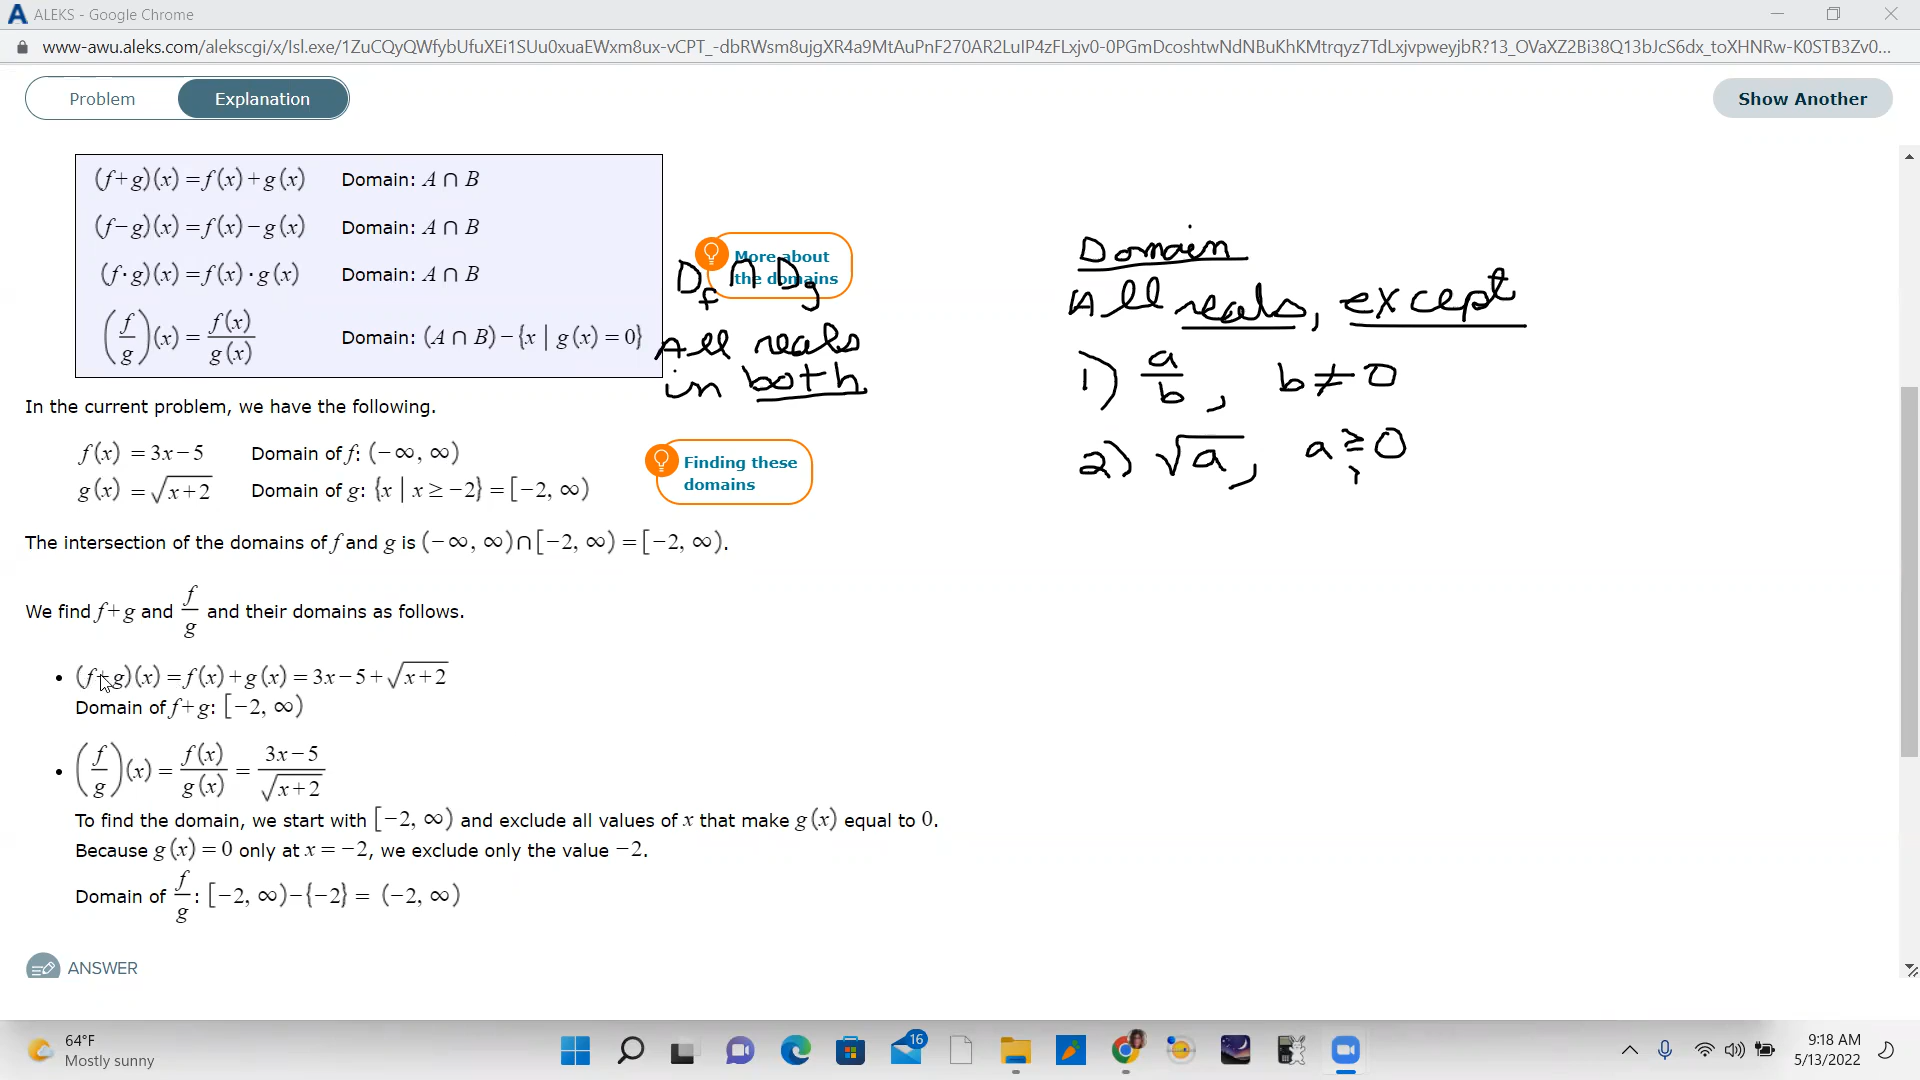 ALEKS - Google Chrome
www-awu.aleks.com/alekscgi/x/Isl.exe/1ZuCQyQWfybUfuXEi1SUu0xuaEWxm8ux-vCPT_-dbRWsm8ujgXR4a9MtAuPnF270AR2LuIP4zFLxjv0-0PGmDcoshtwNdNBuKhKMtrqyz7TdLxjvpweyjbR?13_OVaXZ2Bi38Q13bJcS6dx_toXHNRw-K0STB3Zv0...
Problem Explanation Show Another
(f+g)(x)=f(x)+g(x) Domain: A ∩ B
(f−g)(x)=f(x)−g(x) Domain: A ∩ B
(f·g)(x)=f(x)·g(x) Domain: A ∩ B
(f/g)(x)=f(x)/g(x) Domain: (A ∩ B)−{x | g(x)=0}
More about
the domains
D_f ∩ D_g
All reals
in both
Domain
All reals, except
1) a/b, b≠0
2) √a, a≥0
In the current problem, we have the following.
f(x) = 3x−5 Domain of f: (−∞, ∞)
g(x) = √(x+2) Domain of g: {x | x≥−2}=[−2, ∞)
Finding these
domains
The intersection of the domains of f and g is (−∞, ∞)∩[−2, ∞)=[−2, ∞).
We find f+g and f/g and their domains as follows.
• (f+g)(x)=f(x)+g(x)=3x−5+√(x+2)
Domain of f+g: [−2, ∞)
• (f/g)(x)=f(x)/g(x)=(3x−5)/√(x+2)
To find the domain, we start with [−2, ∞) and exclude all values of x that make g(x) equal to 0.
Because g(x)=0 only at x=−2, we exclude only the value −2.
Domain of f/g: [−2, ∞)−{−2}= (−2, ∞)
ANSWER
64°F
Mostly sunny
16
9:18 AM
5/13/2022